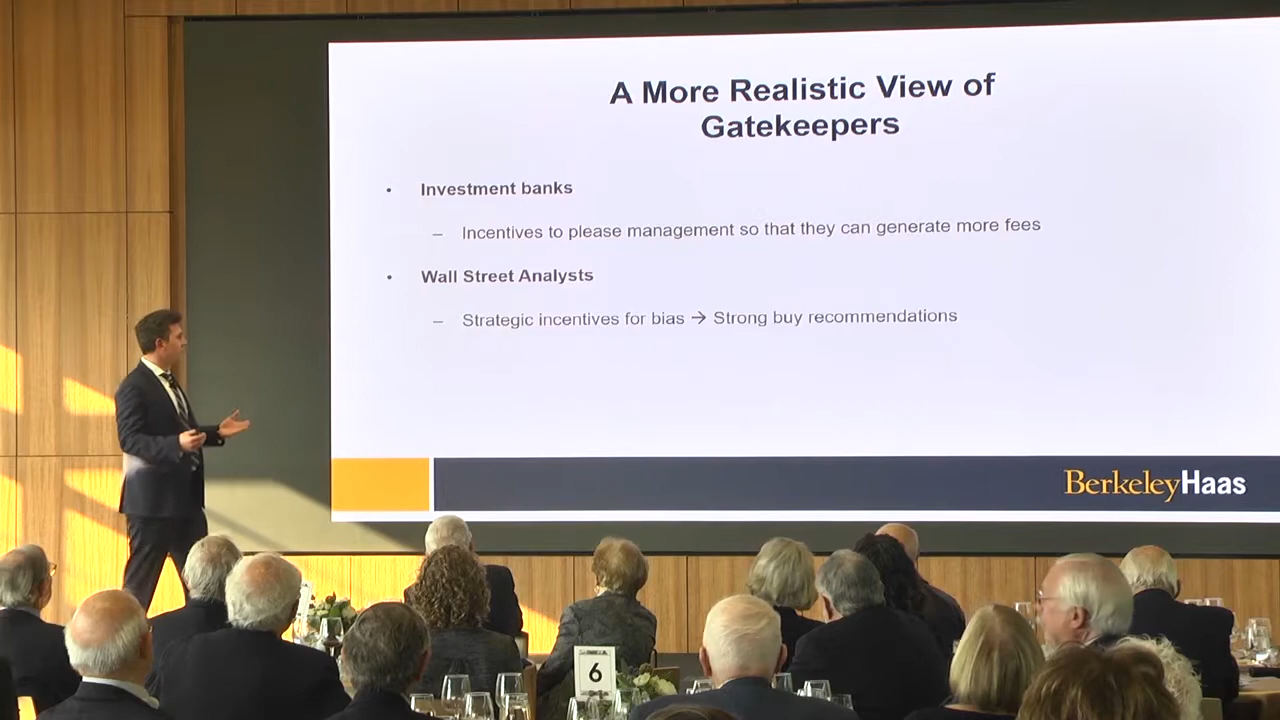 A More Realistic View of
Gatekeepers
• Investment banks
– Incentives to please management so that they can generate more fees
• Wall Street Analysts
– Strategic incentives for bias → Strong buy recommendations
BerkeleyHaas
6